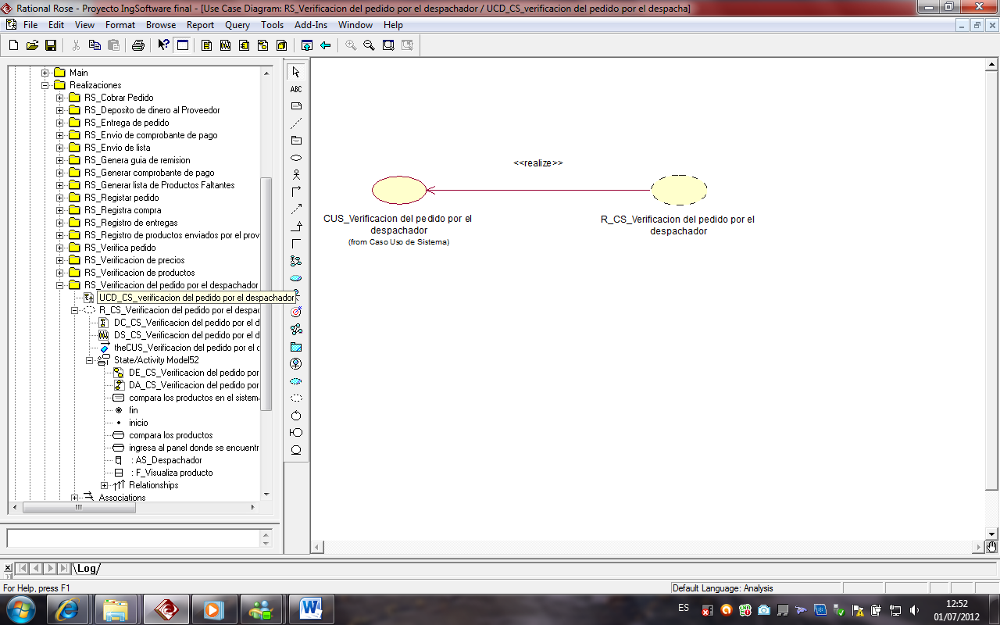 Rational Rose - Proyecto IngSoftware final - [Use Case Diagram: RS_Verificacion del pedido por el despachador / UCD_CS_verificacion del pedido por el despacha]
File Edit View Format Browse Report Query Tools Add-Ins Window Help
Main
Realizaciones
RS_Cobrar Pedido
RS_Deposito de dinero al Proveedor
RS_Entrega de pedido
RS_Envio de comprobante de pago
RS_Envio de lista
RS_Genera guia de remision
RS_Generar comprobante de pago
RS_Generar lista de Productos Faltantes
RS_Registar pedido
RS_Registra compra
RS_Registro de entregas
RS_Registro de productos enviados por el prov
RS_Verifica pedido
RS_Verificacion de precios
RS_Verificacion de productos
RS_Verificacion del pedido por el despachador
UCD_CS_verificacion del pedido por el despachador
R_CS_Verificacion del pedido por el despac
DC_CS_Verificacion del pedido por el d
DS_CS_Verificacion del pedido por el d
theCUS_Verificacion del pedido por el d
State/Activity Model52
DE_CS_Verificacion del pedido por
DA_CS_Verificacion del pedido por
compara los productos en el sistema
fin
inicio
compara los productos
ingresa al panel donde se encuentr
: AS_Despachador
: F_Visualiza producto
Relationships
Associations
ABC
<<realize>>
CUS_Verificacion del pedido por el
despachador
(from Caso Uso de Sistema)
R_CS_Verificacion del pedido por el
despachador
Log
For Help, press F1
Default Language: Analysis
ES
12:52
01/07/2012